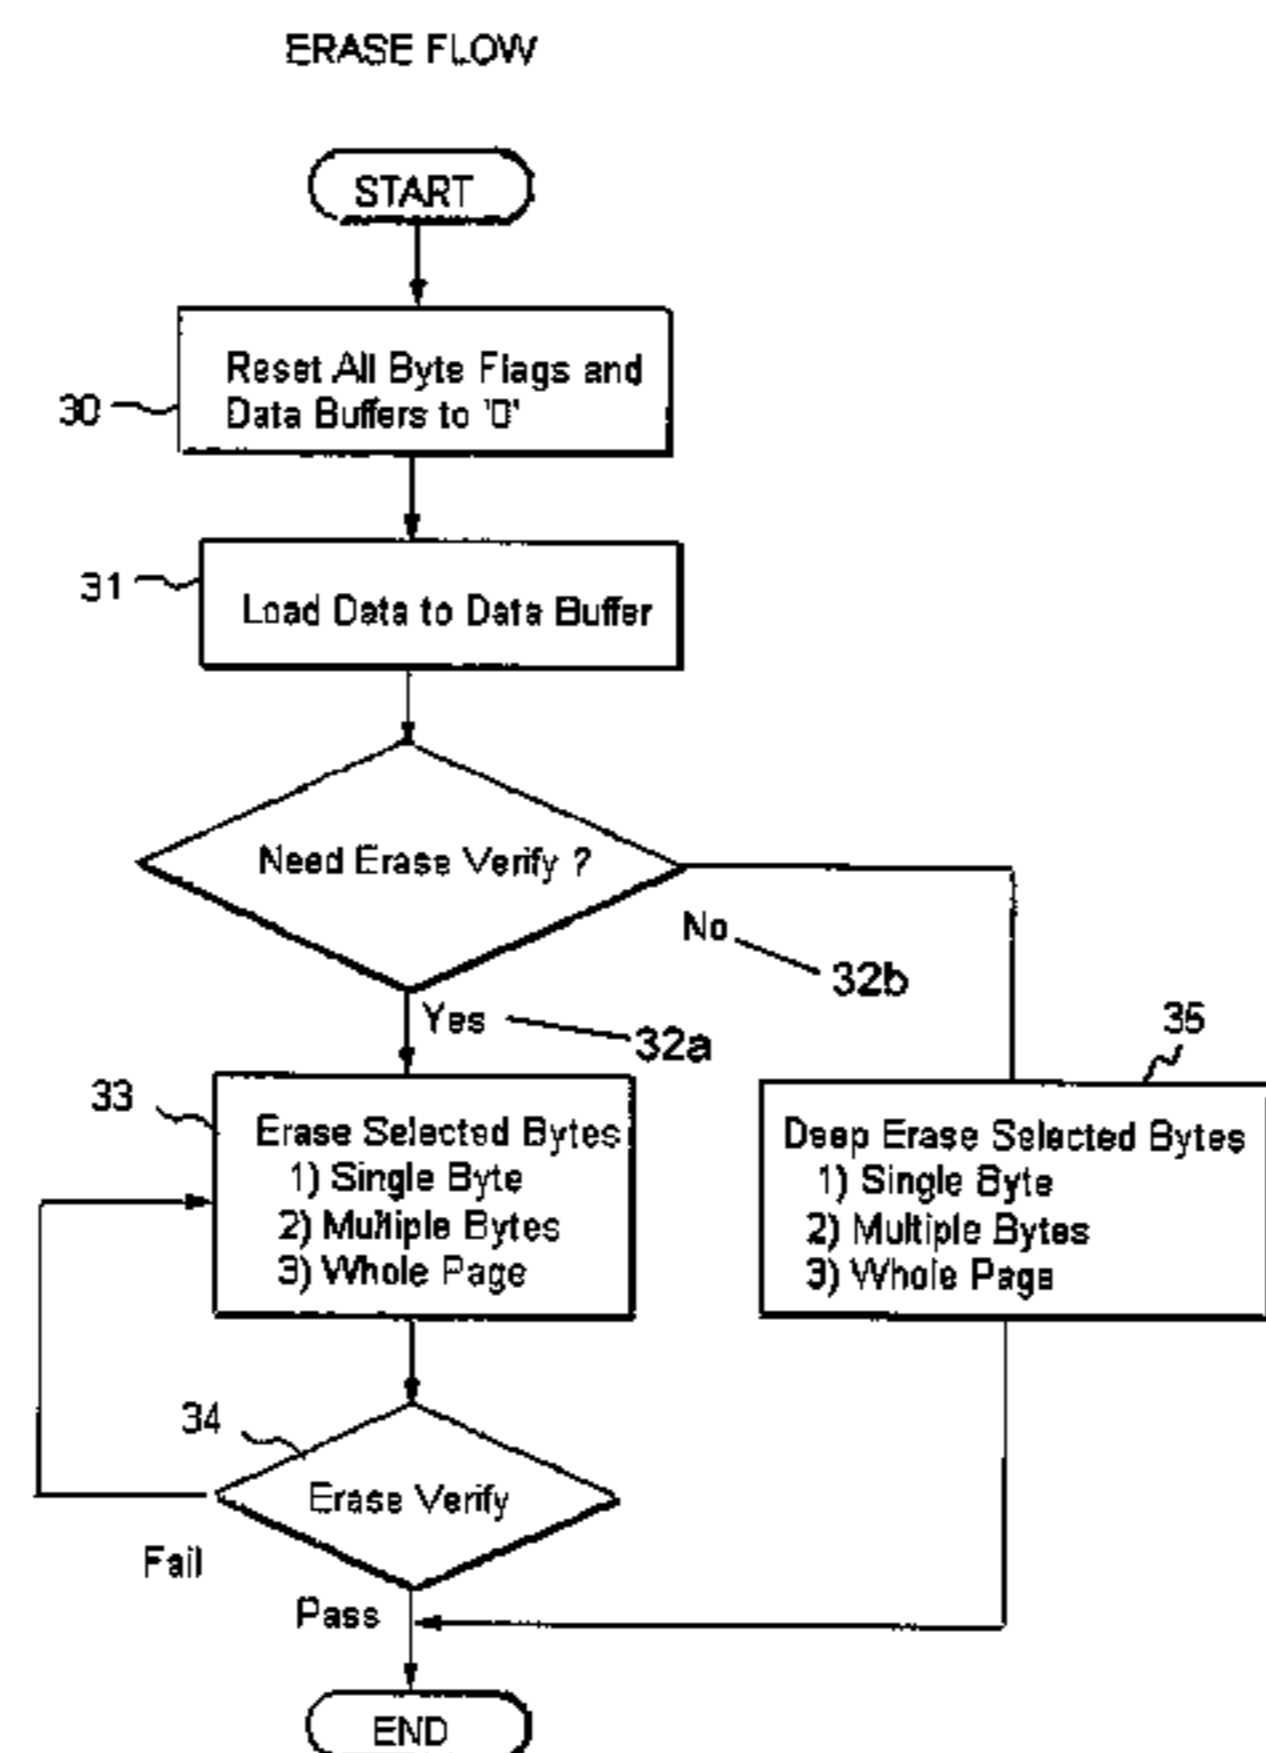 ERASE FLOW
START
30
Reset All Byte Flags and
Data Buffers to '0'
31
Load Data to Data Buffer
Need Erase Verify ?
No
32b
Yes
32a
33
Erase Selected Bytes
1) Single Byte
2) Multiple Bytes
3) Whole Page
35
Deep Erase Selected Bytes
1) Single Byte
2) Multiple Bytes
3) Whole Page
34
Erase Verify
Fail
Pass
END